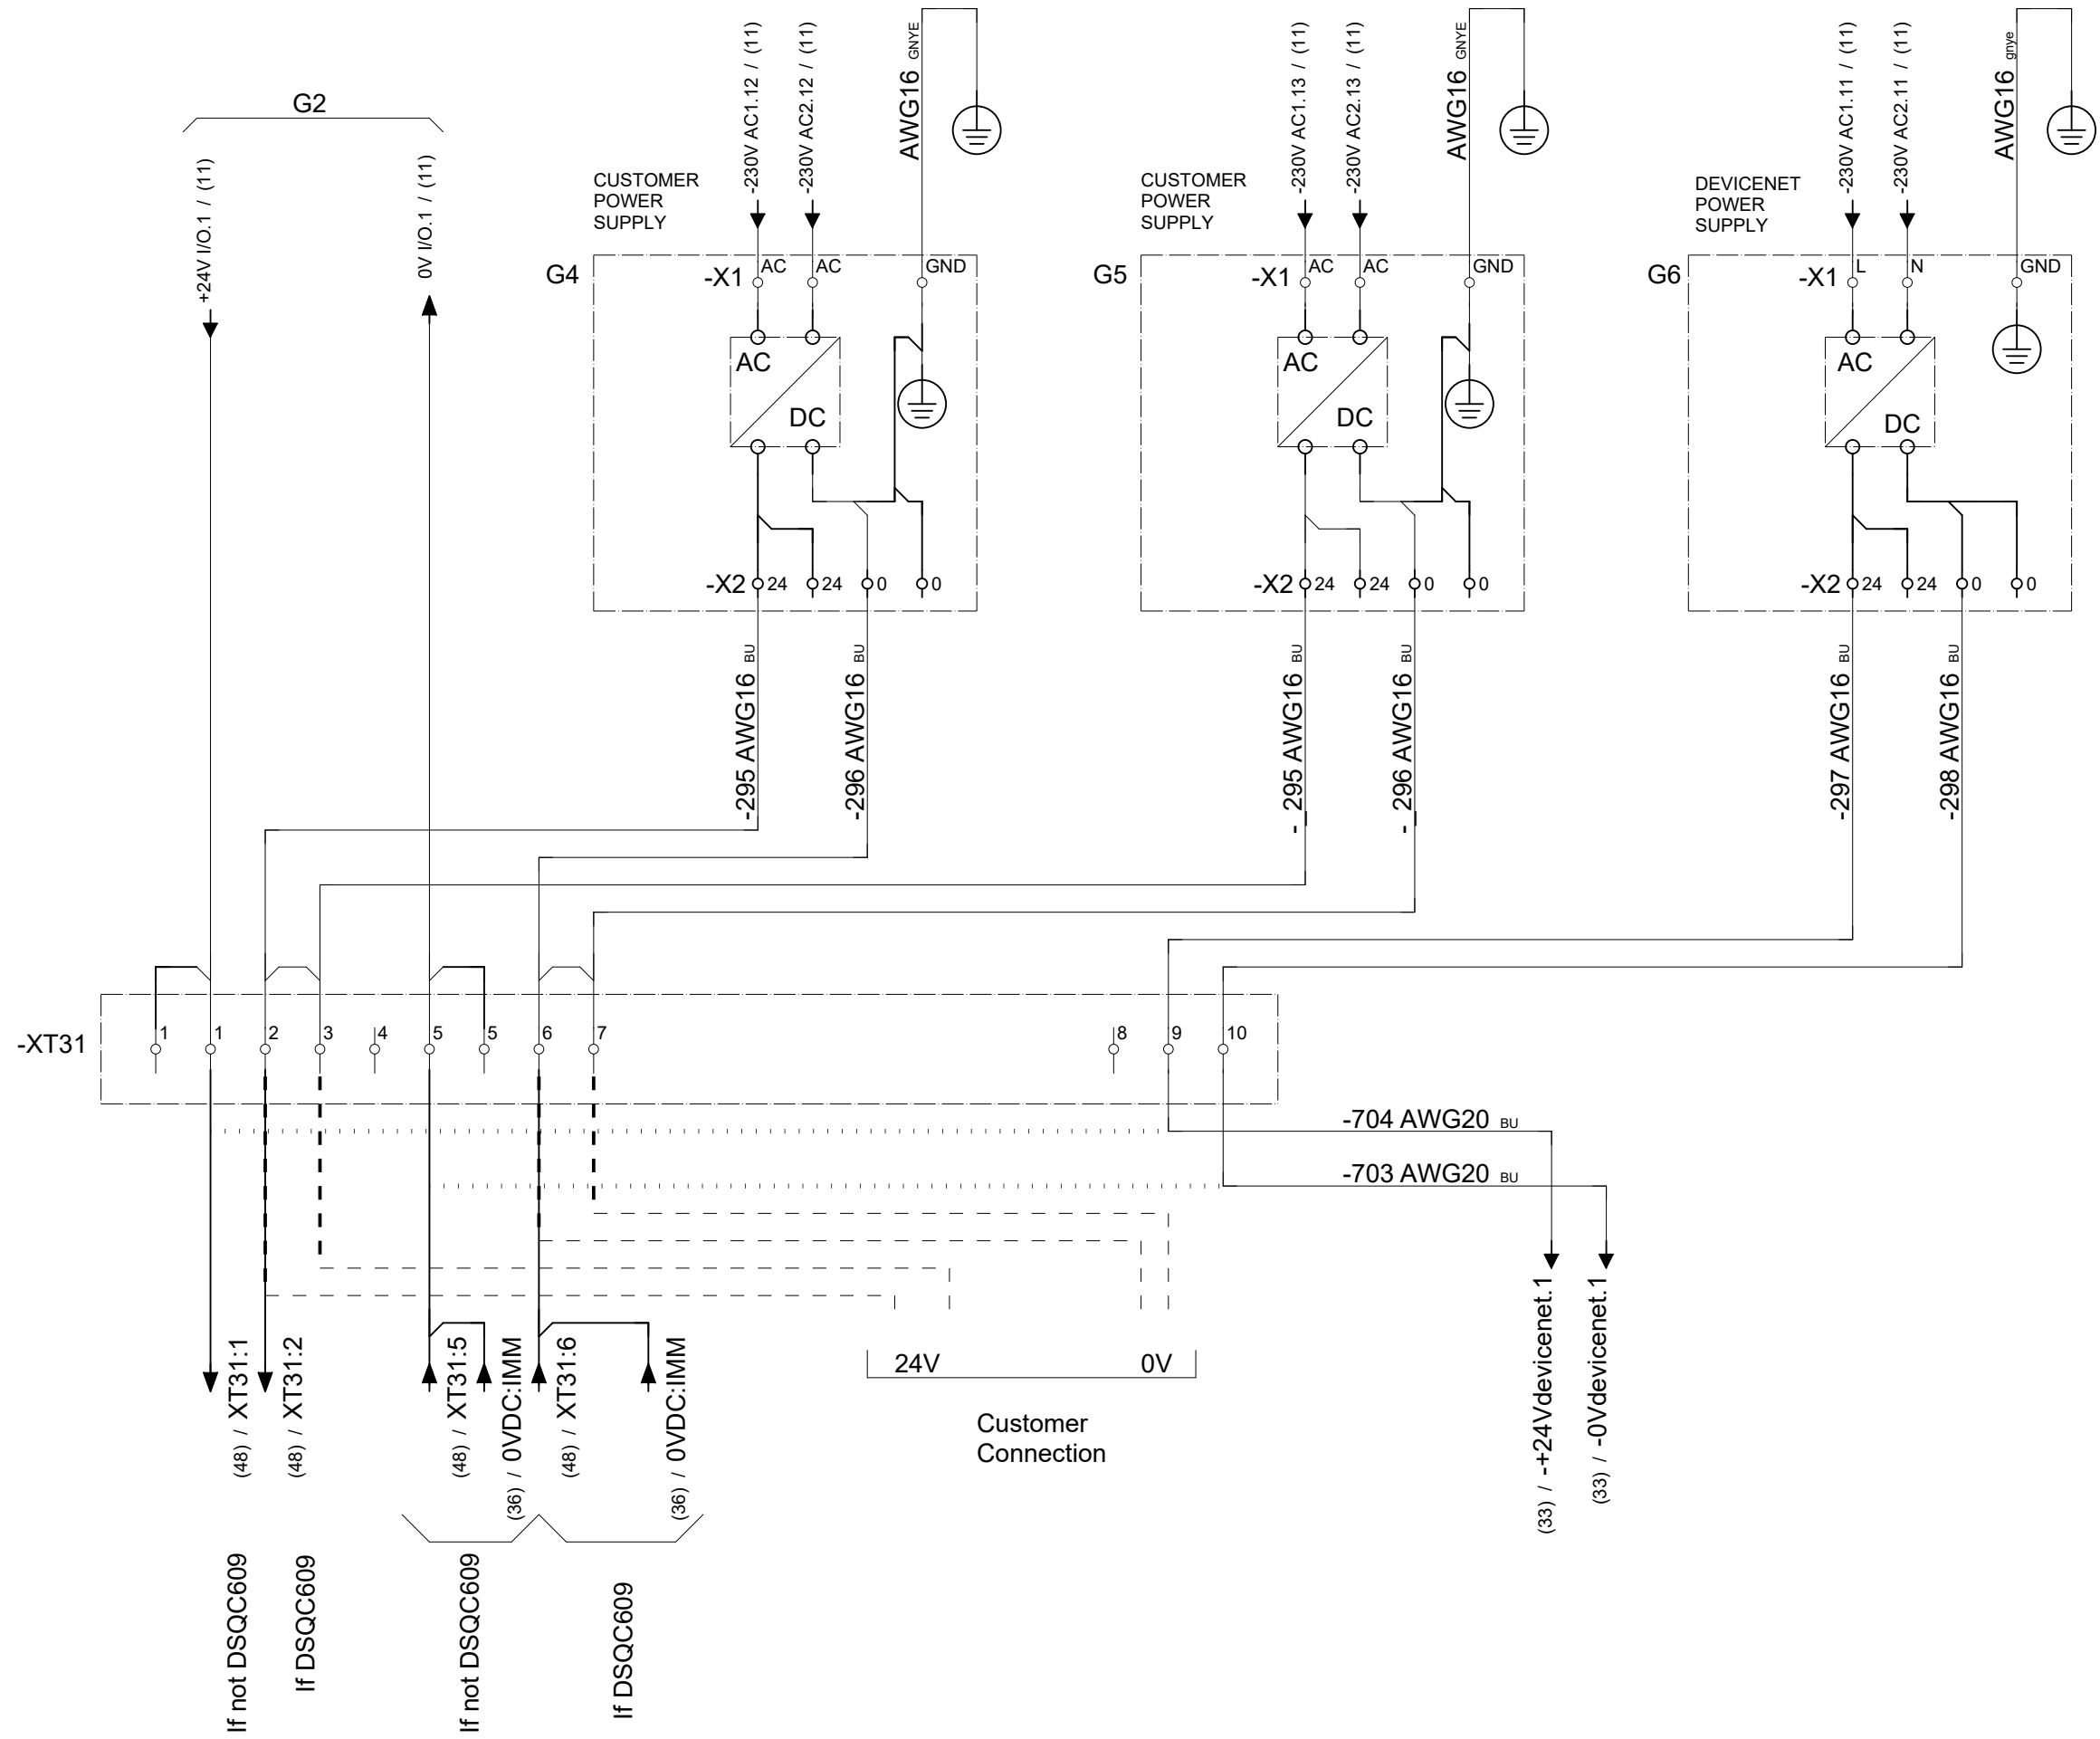 G2
+24V I/O.1 / (11)
0V I/O.1 / (11)
CUSTOMER
POWER
SUPPLY
-230V AC1.12 / (11)
-230V AC2.12 / (11)
AWG16 GNYE
G4
-X1
AC
AC
GND
AC
DC
-X2
24
24
0
0
-295 AWG16 BU
-296 AWG16 BU
CUSTOMER
POWER
SUPPLY
-230V AC1.13 / (11)
-230V AC2.13 / (11)
AWG16 GNYE
G5
-X1
AC
AC
GND
AC
DC
-X2
24
24
0
0
- 295 AWG16 BU
- 296 AWG16 BU
DEVICENET
POWER
SUPPLY
-230V AC1.11 / (11)
-230V AC2.11 / (11)
AWG16 gnye
G6
-X1
L
N
GND
AC
DC
-X2
24
24
0
0
-297 AWG16 BU
-298 AWG16 BU
-XT31
1
1
2
3
4
5
5
6
7
8
9
10
-704 AWG20 BU
-703 AWG20 BU
(48) / XT31:1
(48) / XT31:2
(48) / XT31:5
(36) / 0VDC:IMM
(48) / XT31:6
(36) / 0VDC:IMM
24V
0V
Customer
Connection
(33) / -+24Vdevicenet.1
(33) / -0Vdevicenet.1
If not DSQC609
If DSQC609
If not DSQC609
If DSQC609